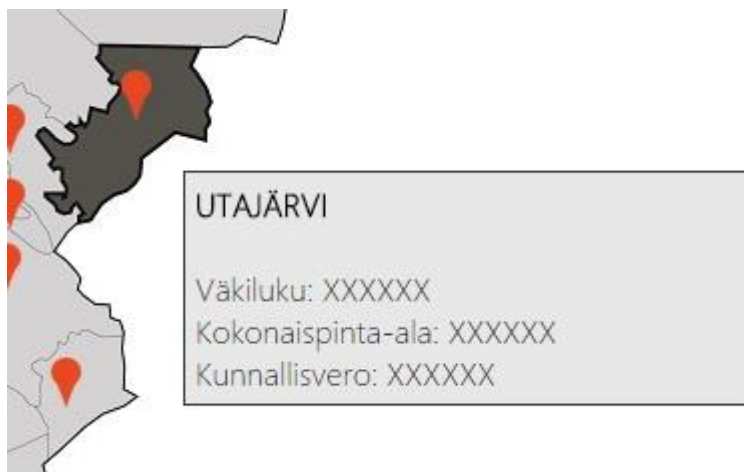 UTAJÄRVI
Väkiluku: XXXXXX
Kokonaispinta-ala: XXXXXX
Kunnallisvero: XXXXXX